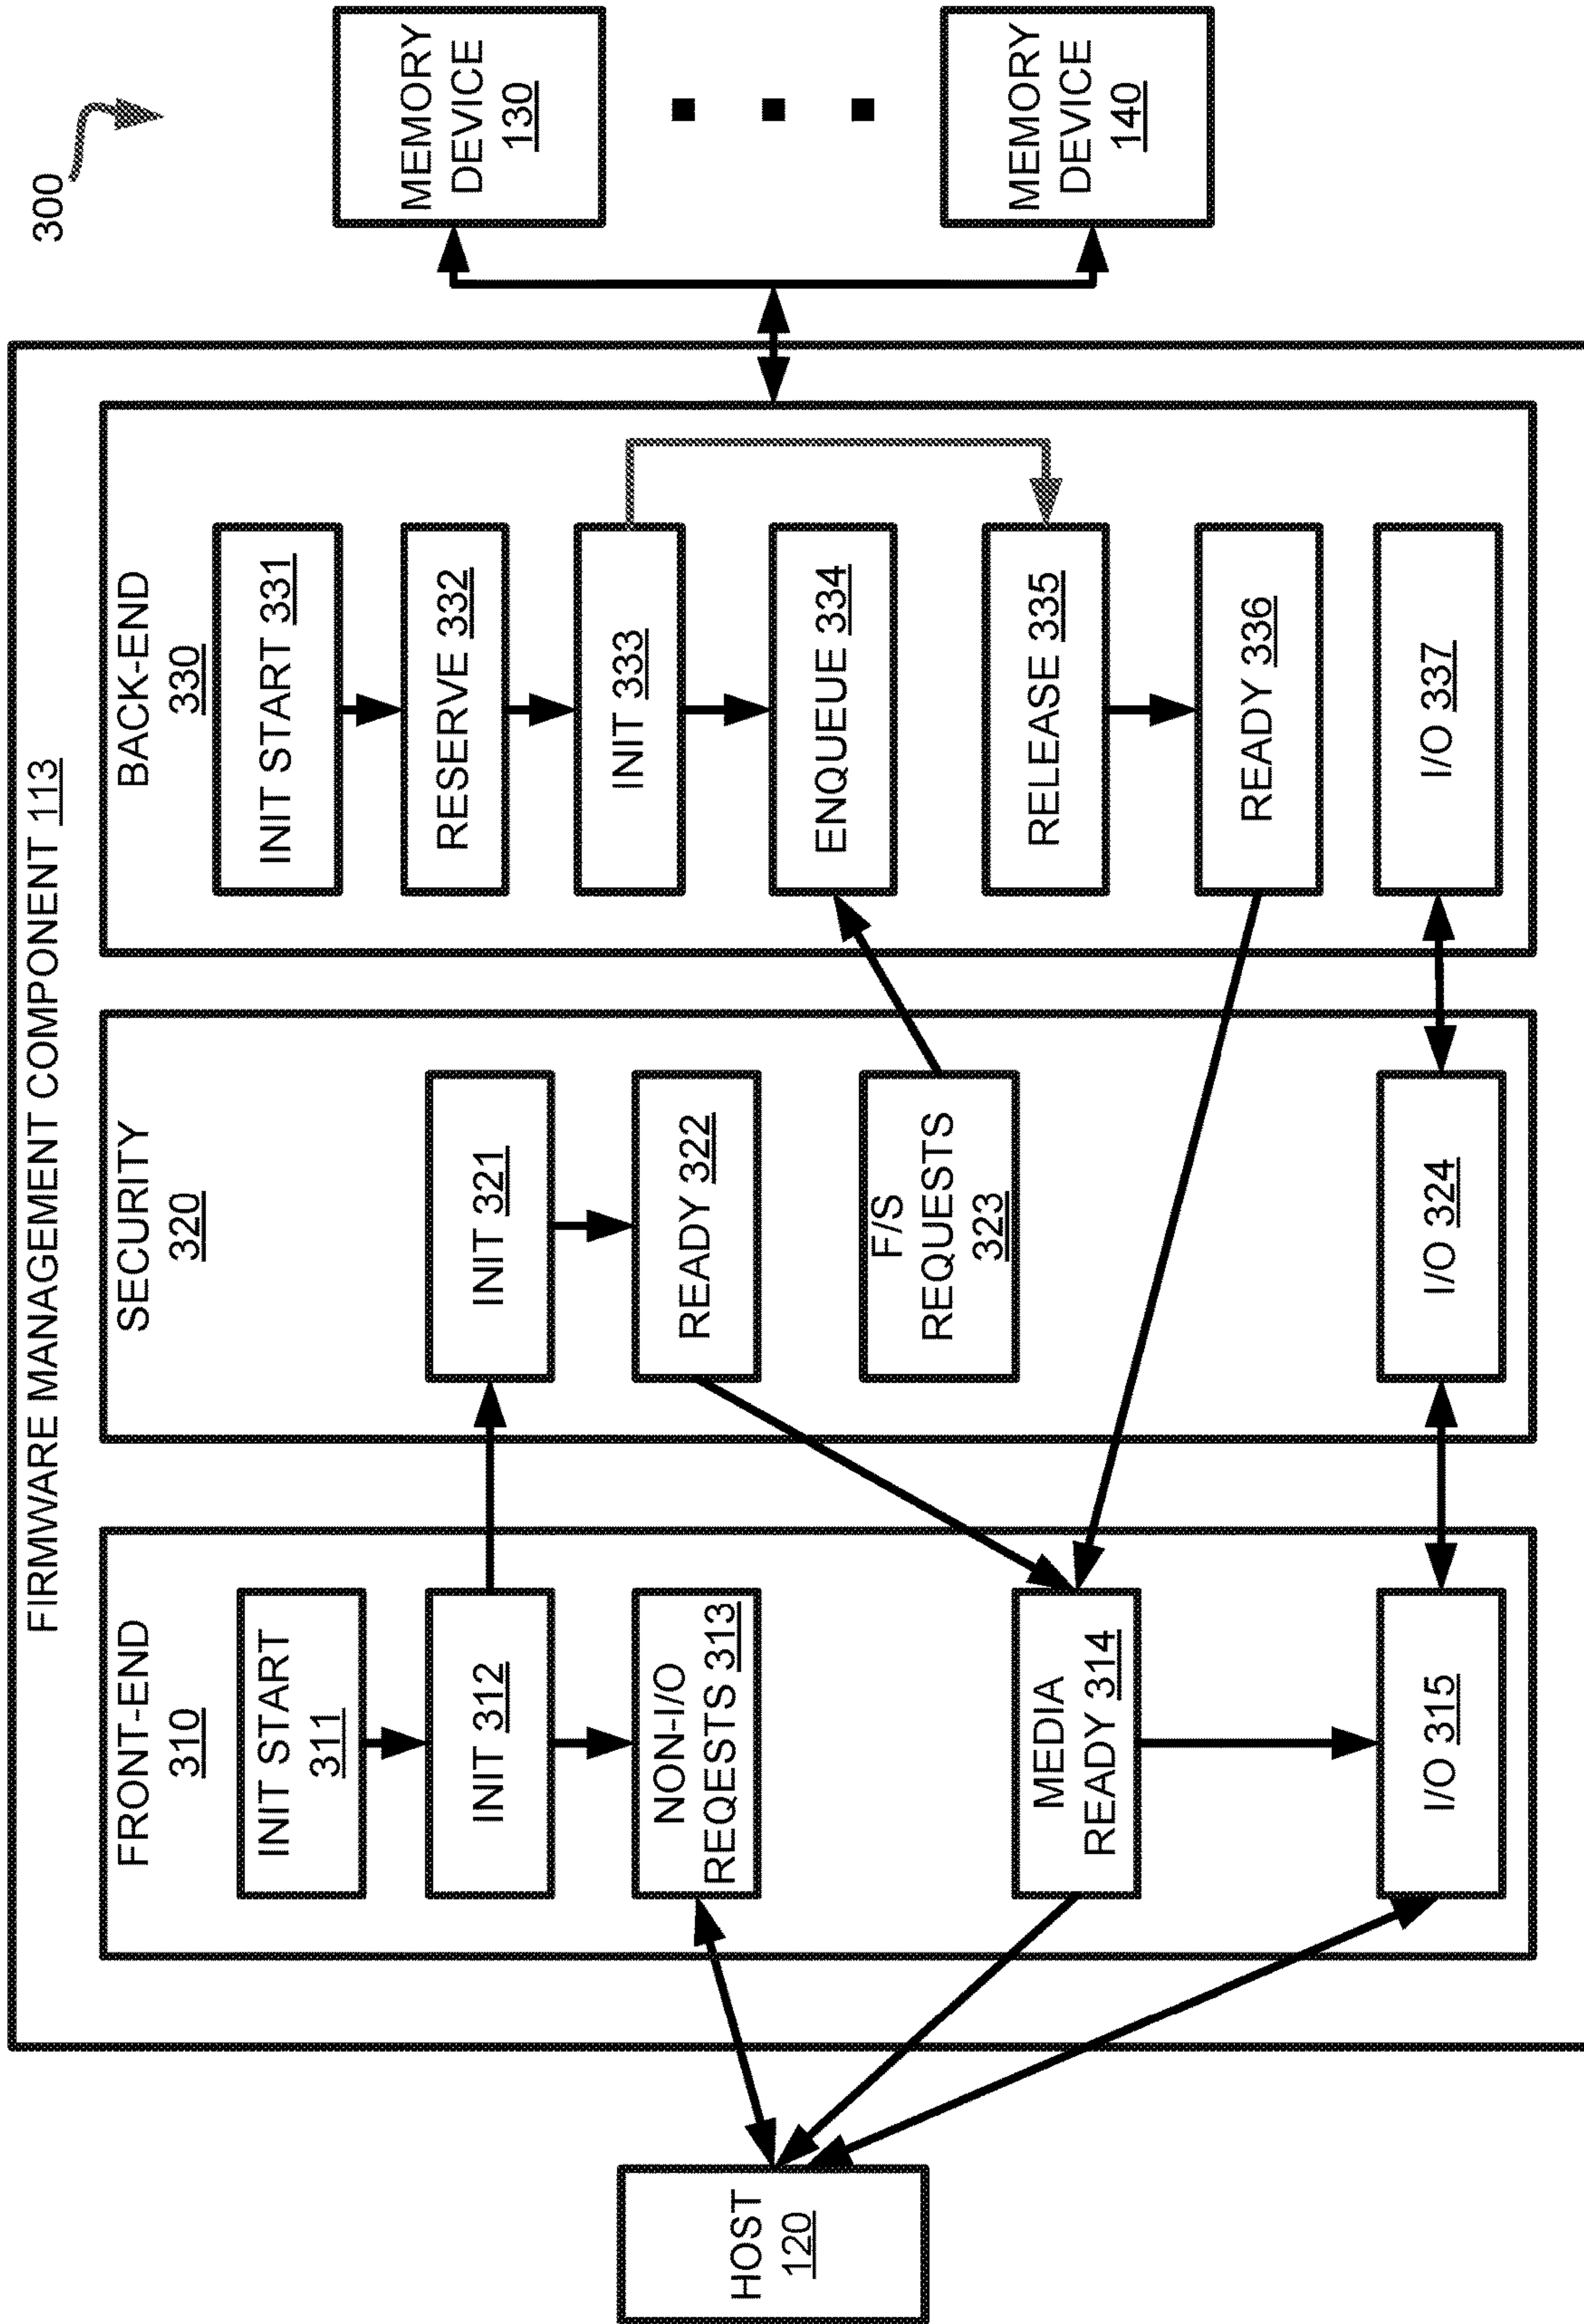 300
FIRMWARE MANAGEMENT COMPONENT 113
HOST
120
FRONT-END
310
INIT START
311
INIT 312
NON-I/O
REQESTS 313
MEDIA
READY 314
I/O 315
SECURITY
320
INIT 321
READY 322
F/S
REQUESTS
323
I/O 324
BACK-END
330
INIT START 331
RESERVE 332
INIT 333
ENQUEUE 334
RELEASE 335
READY 336
I/O 337
MEMORY
DEVICE
130
MEMORY
DEVICE
140